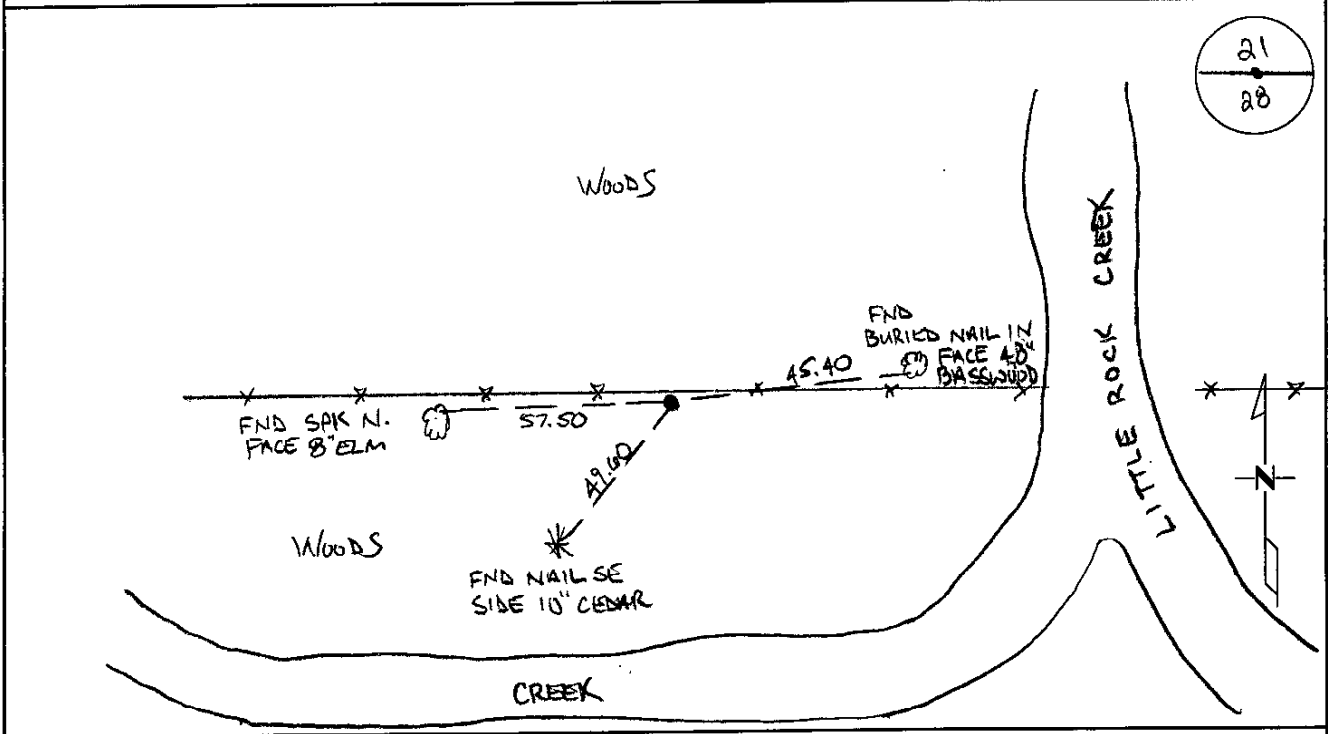 21
28
WOODS
LITTLE ROCK CREEK
FND
BURIED NAIL IN
FACE 48"
BASSWOOD
45.40
FND SPK N.
FACE 8" ELM
57.50
49.60
N
WOODS
FND NAIL SE
SIDE 10" CEDAR
CREEK